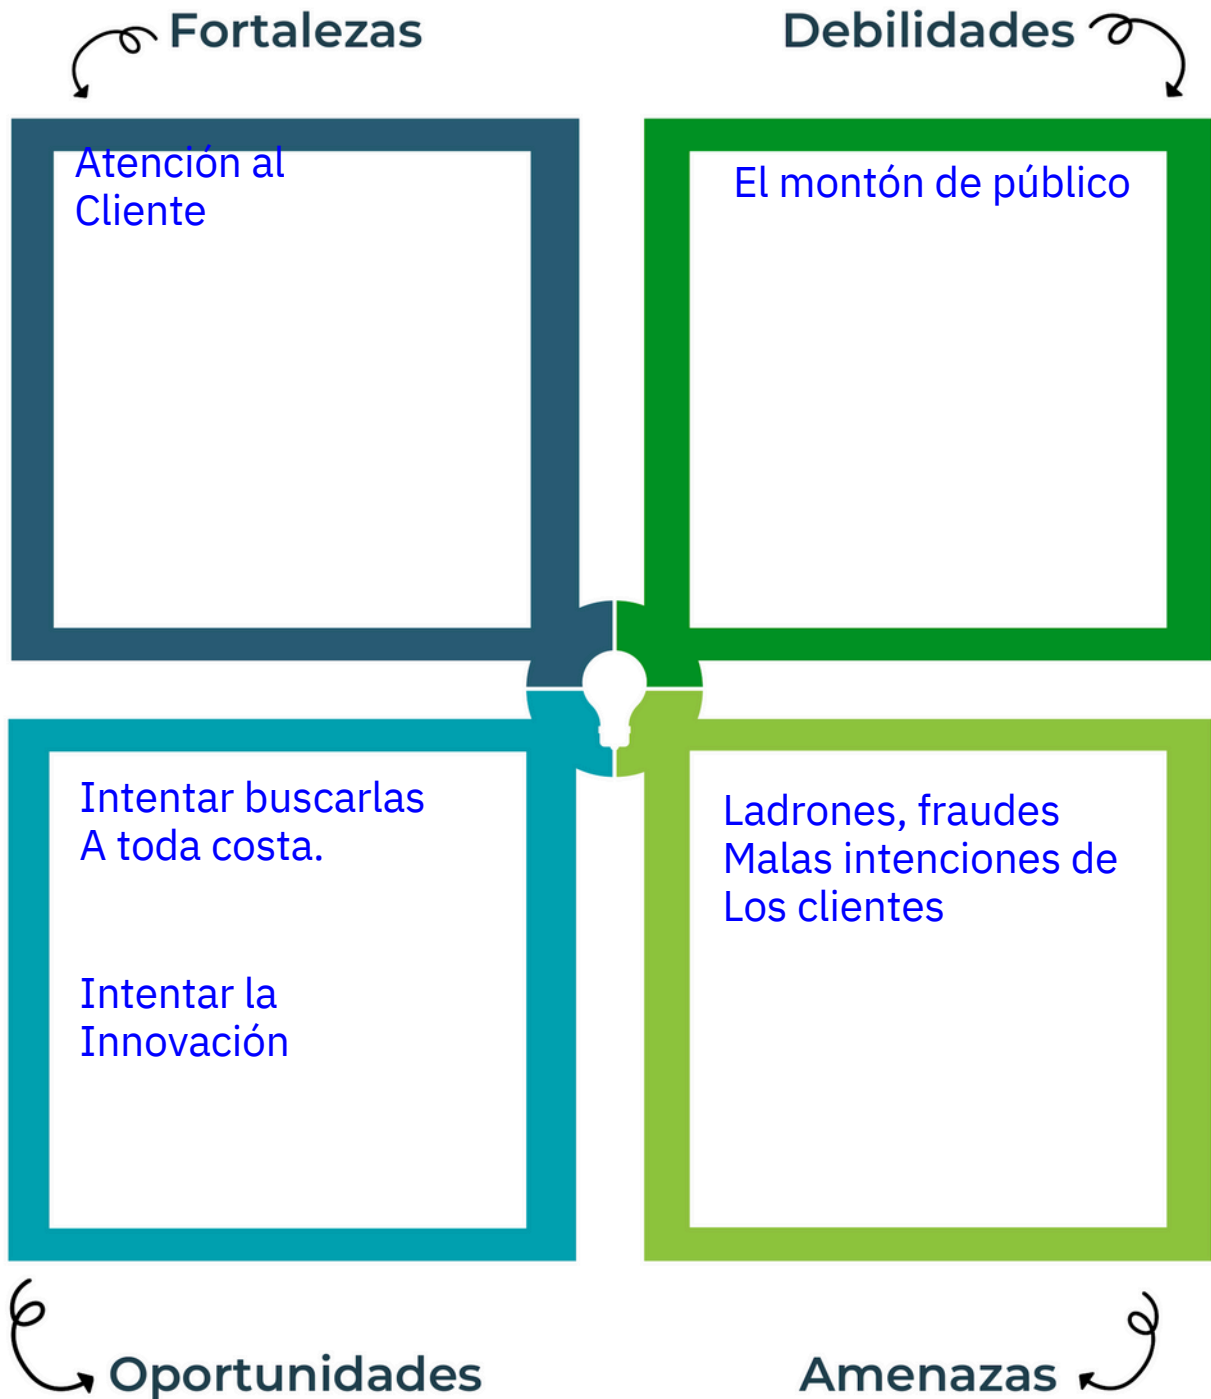 Fortalezas
Atención al
Cliente
Debilidades
El montón de público
Intentar buscarlas
A toda costa.
Intentar la
Innovación
Oportunidades
Ladrones, fraudes
Malas intenciones de
Los clientes
Amenazas